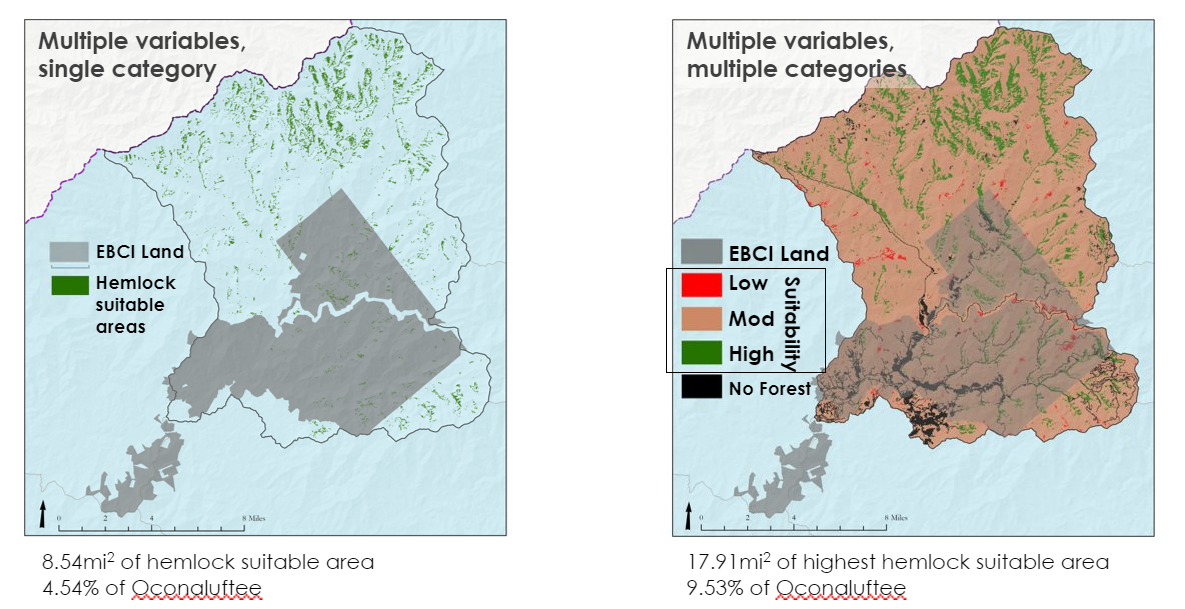 Multiple variables,
single category
EBCI Land
Hemlock
suitable
areas
0 2 4 8 Miles
8.54mi² of hemlock suitable area
4.54% of Oconaluftee
Multiple variables,
multiple categories
EBCI Land
Low
Mod
High
Suitability
No Forest
0 2 4 8 Miles
17.91mi² of highest hemlock suitable area
9.53% of Oconaluftee